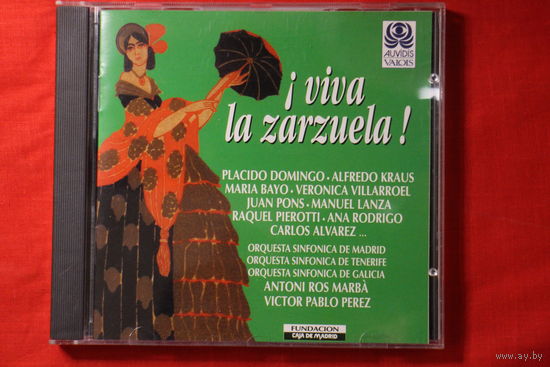 AUVIDIS
VALOIS
¡ viva
la zarzuela !
PLACIDO DOMINGO • ALFREDO KRAUS
MARIA BAYO • VERONICA VILLARROEL
JUAN PONS • MANUEL LANZA
RAQUEL PIEROTTI • ANA RODRIGO
CARLOS ALVAREZ ...
ORQUESTA SINFONICA DE MADRID
ORQUESTA SINFONICA DE TENERIFE
ORQUESTA SINFONICA DE GALICIA
ANTONI ROS MARBÀ
VICTOR PABLO PEREZ
FUNDACION
CAJA DE MADRID
www.ay.by